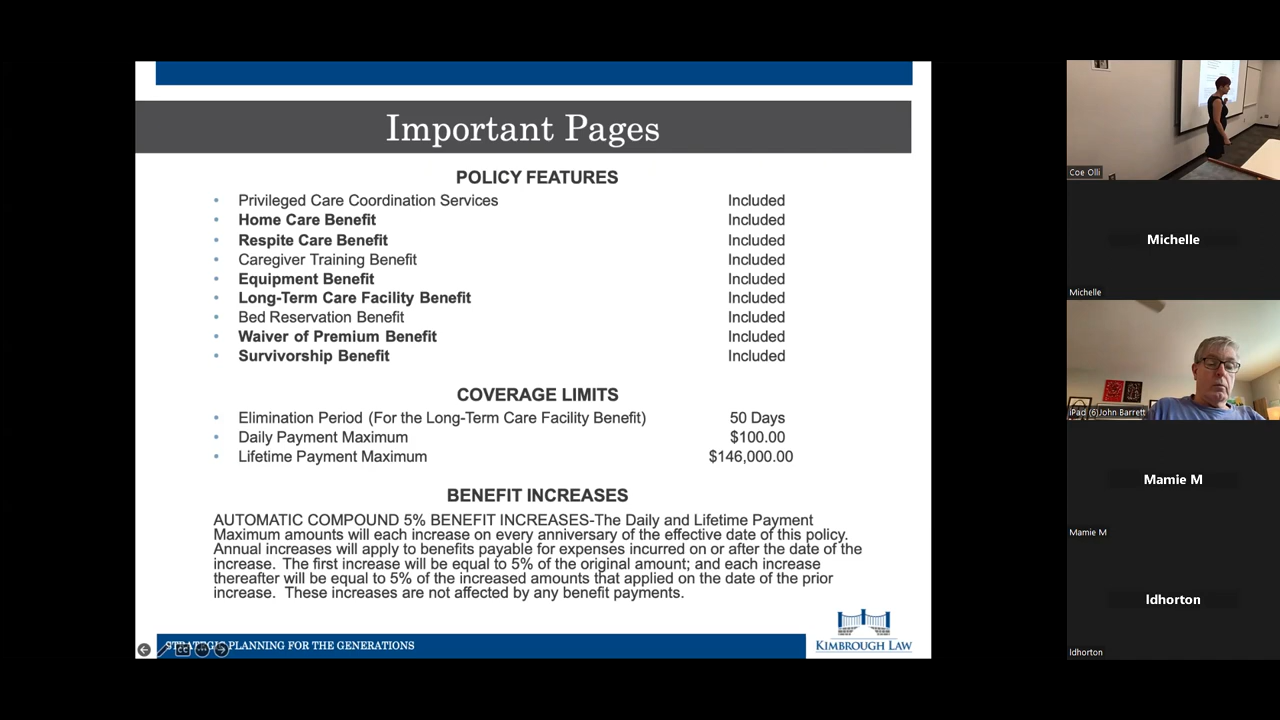 Important Pages
POLICY FEATURES
• Privileged Care Coordination Services Included
• Home Care Benefit Included
• Respite Care Benefit Included
• Caregiver Training Benefit Included
• Equipment Benefit Included
• Long-Term Care Facility Benefit Included
• Bed Reservation Benefit Included
• Waiver of Premium Benefit Included
• Survivorship Benefit Included
COVERAGE LIMITS
• Elimination Period (For the Long-Term Care Facility Benefit) 50 Days
• Daily Payment Maximum $100.00
• Lifetime Payment Maximum $146,000.00
BENEFIT INCREASES
AUTOMATIC COMPOUND 5% BENEFIT INCREASES-The Daily and Lifetime Payment
Maximum amounts will each increase on every anniversary of the effective date of this policy.
Annual increases will apply to benefits payable for expenses incurred on or after the date of the
increase. The first increase will be equal to 5% of the original amount; and each increase
thereafter will be equal to 5% of the increased amounts that applied on the date of the prior
increase. These increases are not affected by any benefit payments.
STRATEGIC PLANNING FOR THE GENERATIONS
KIMBROUGH LAW
Coe Olli
Michelle
Michelle
iPad (6)John Barrett
Mamie M
Mamie M
ldhorton
ldhorton